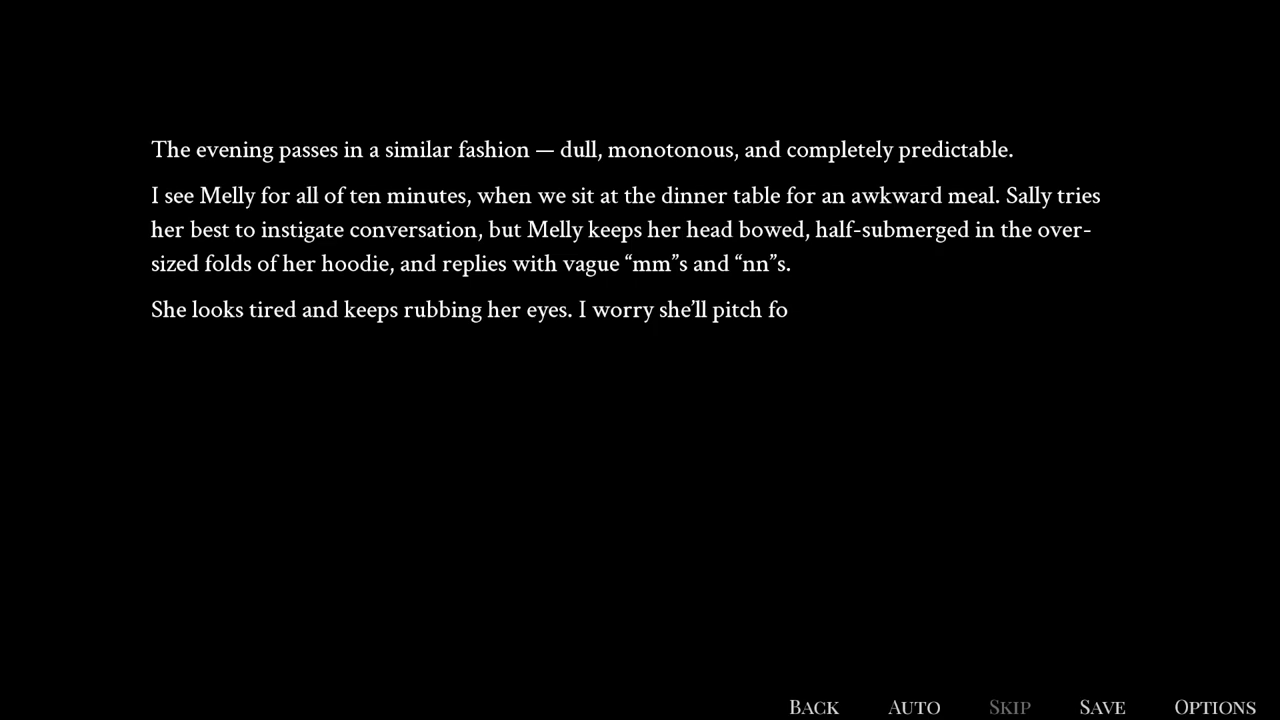 The evening passes in a similar fashion — dull, monotonous, and completely predictable.
I see Melly for all of ten minutes, when we sit at the dinner table for an awkward meal. Sally tries
her best to instigate conversation, but Melly keeps her head bowed, half-submerged in the over-
sized folds of her hoodie, and replies with vague “mm”s and “nn”s.
She looks tired and keeps rubbing her eyes. I worry she’ll pitch fo
Back Auto Skip Save Options